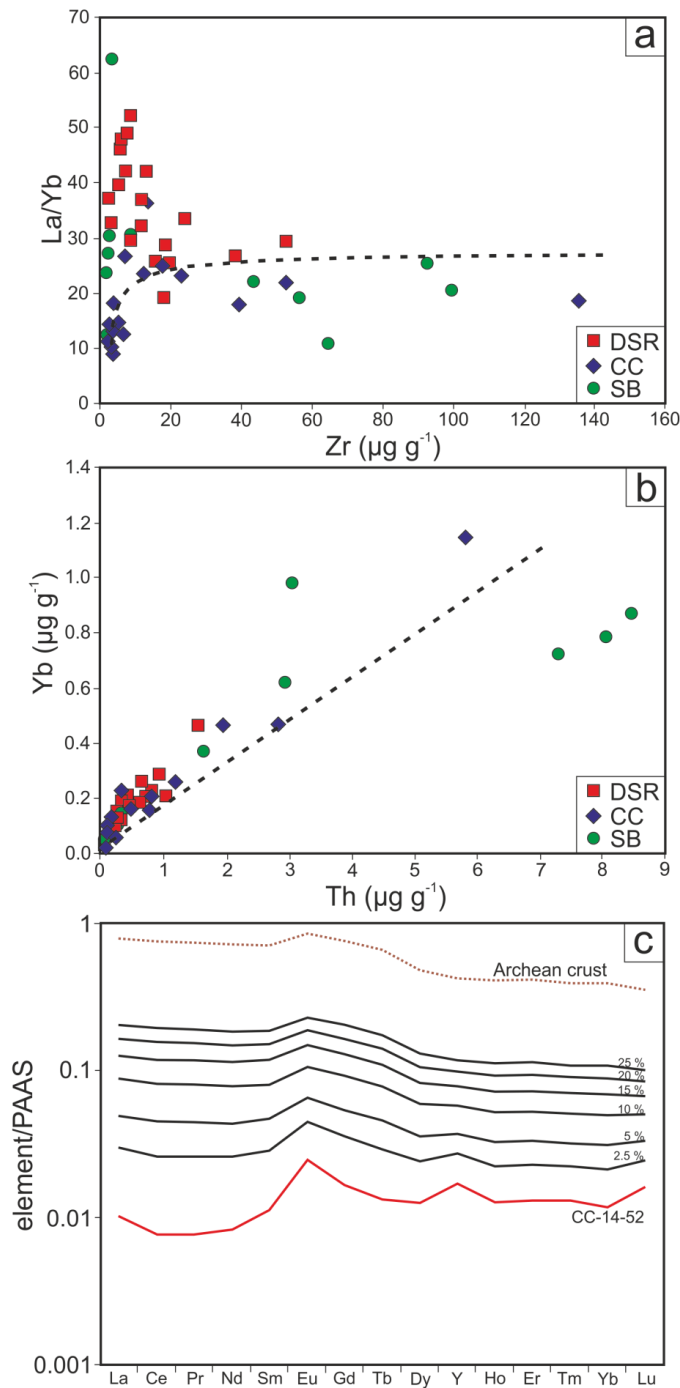 a
70
60
50
40
30
20
10
0
La/Yb
DSR
CC
SB
0 20 40 60 80 100 120 140 160
Zr (µg g-1)
b
1.4
1.2
1.0
0.8
0.6
0.4
0.2
0.0
Yb (µg g-1)
DSR
CC
SB
0 1 2 3 4 5 6 7 8 9
Th (µg g-1)
c
1
0.1
0.01
0.001
element/PAAS
Archean crust
25 %
20 %
15 %
10 %
5 %
2.5 %
CC-14-52
La Ce Pr Nd Sm Eu Gd Tb Dy Y Ho Er Tm Yb Lu